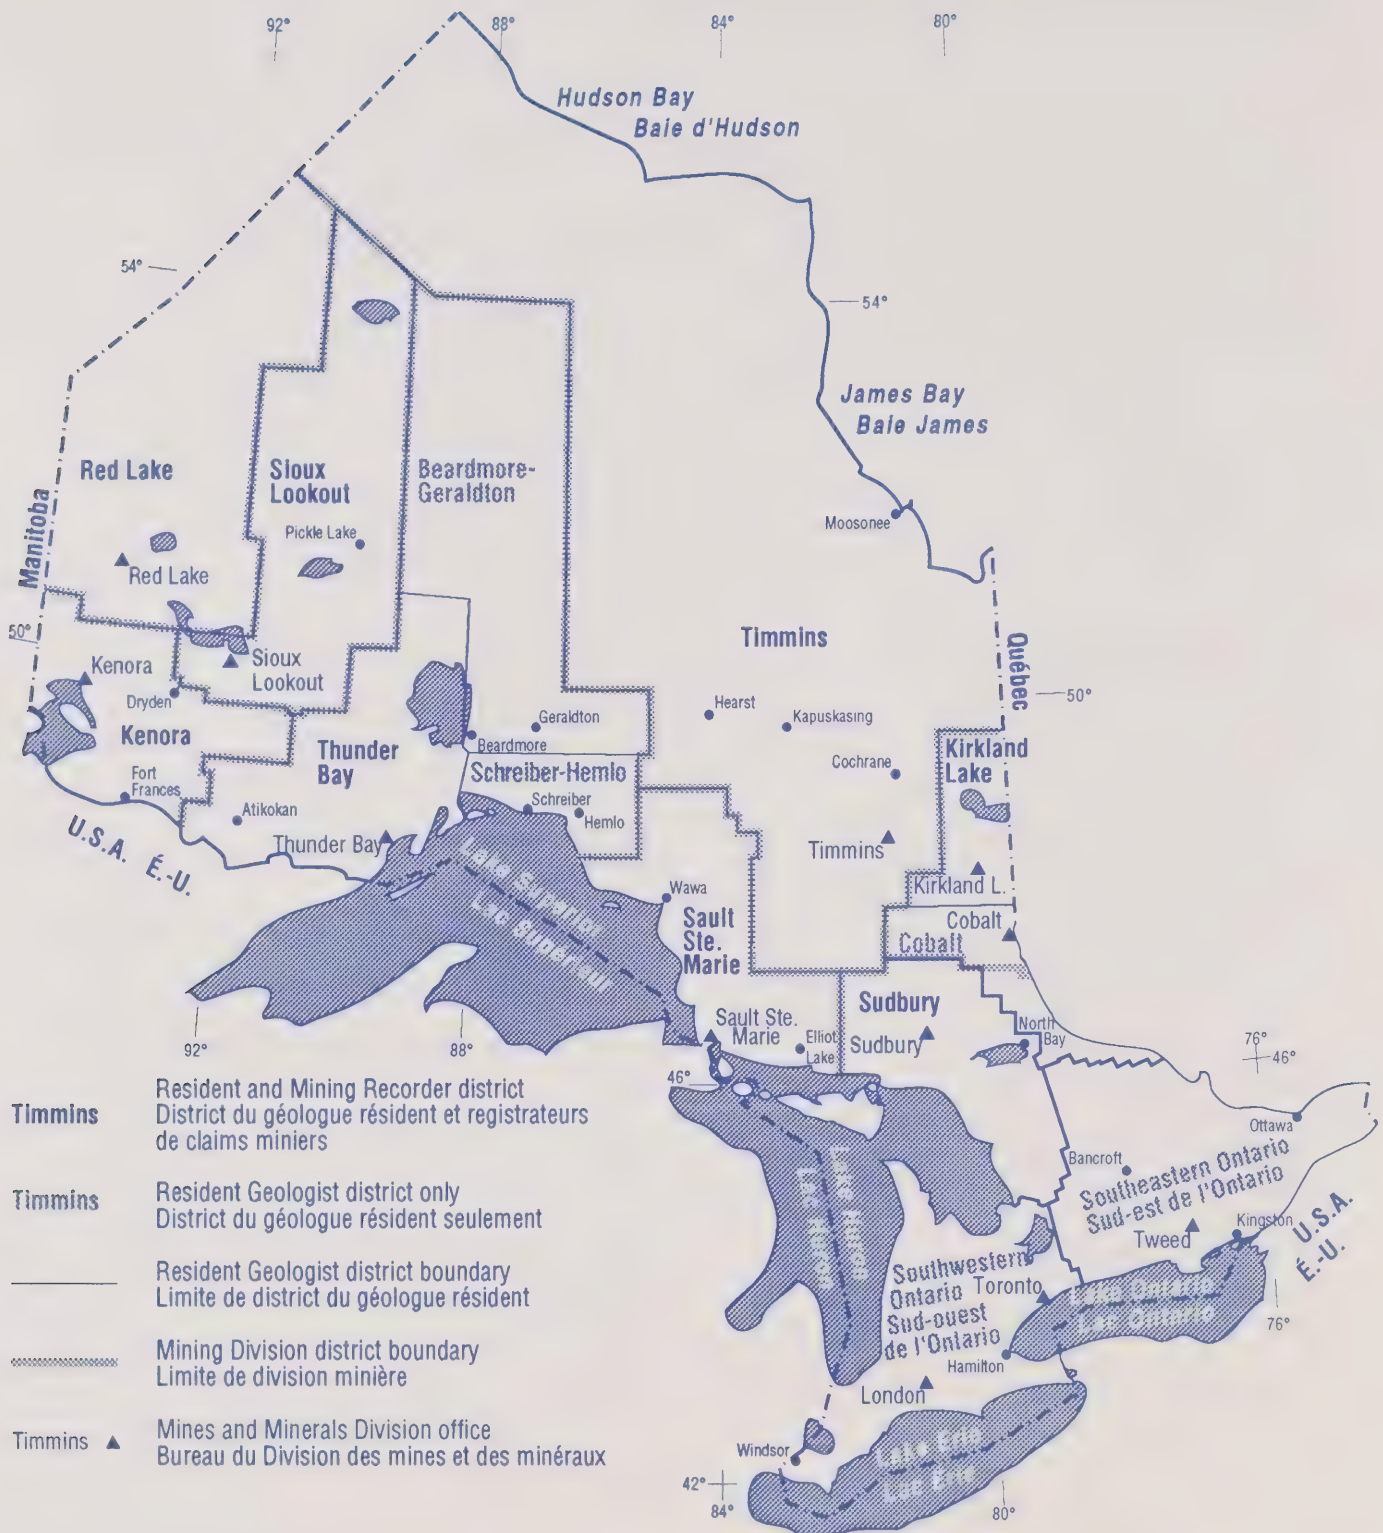 92°
88°
84°
80°
Hudson Bay
Baie d'Hudson
54°
54°
James Bay
Baie James
Red Lake
Sioux
Lookout
Beardmore-
Geraldton
Manitoba
Pickle Lake
Moosonee
Red Lake
50°
Timmins
Québec
Kenora
Sioux
Lookout
50°
Dryden
Kenora
Thunder
Bay
Geraldton
Beardmore
Hearst
Kapuskasing
Kirkland
Lake
Cochrane
Schreiber-Hemlo
Fort
Frances
Schreiber
Hemlo
Atikokan
U.S.A. É.-U.
Thunder Bay
Timmins
Lake Superior
Lac Supérieur
Kirkland L.
Wawa
Sault
Ste.
Marie
Cobalt
Cobalt
Sudbury
Sault Ste.
Marie
Elliot
Lake
Sudbury
North
Bay
92°
88°
46°
76°
46°
Timmins
Resident and Mining Recorder district
District du géologue résident et registrateurs
de claims miniers
Ottawa
Bancroft
Southeastern Ontario
Sud-est de l'Ontario
Lake Huron
Lac Huron
Timmins
Resident Geologist district only
District du géologue résident seulement
Tweed
Kingston
U.S.A.
É.-U.
Resident Geologist district boundary
Limite de district du géologue résident
Southwestern
Ontario
Sud-ouest
de l'Ontario
Toronto
Lake Ontario
Lac Ontario
76°
Mining Division district boundary
Limite de division minière
Hamilton
London
Timmins
Mines and Minerals Division office
Bureau du Division des mines et des minéraux
Windsor
Lake Erie
Lac Érié
42°
84°
80°